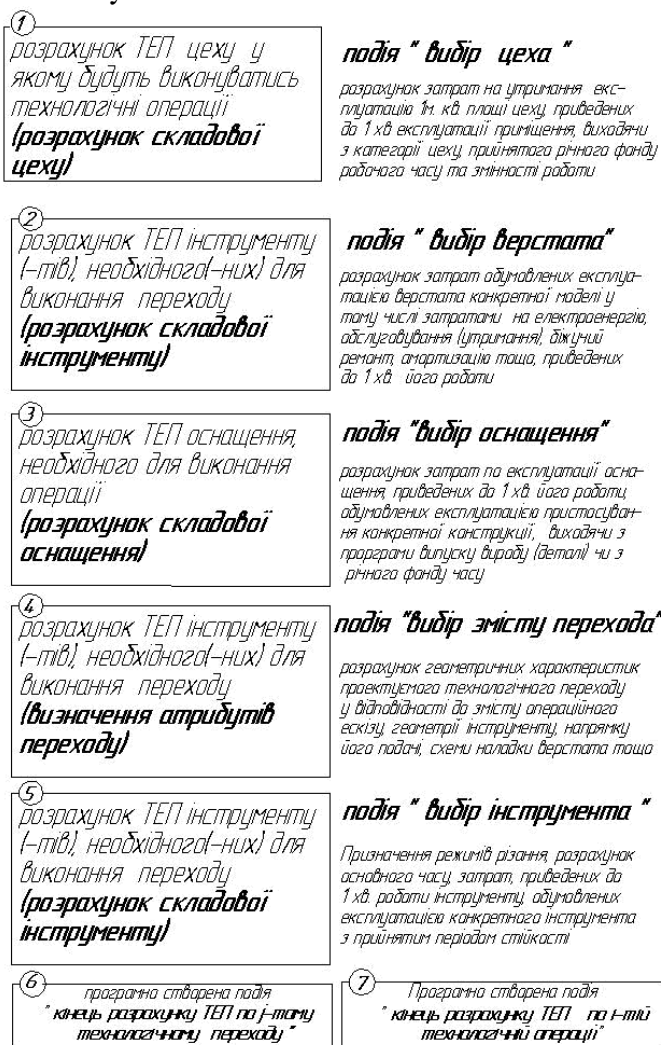 1
розрахунок ТЕП цеху у
якому будуть виконуватись
технологічні операції
(розрахунок складової
цеху)
подія " вибір цеха "
розрахунок затрат на утримання екс-
плуатацію 1м. кв. площі цеху, приведених
до 1 хв експлуатації приміщення, виходячи
з категорії цеху, прийнятого річного фонду
робочого часу та змінності роботи
2
розрахунок ТЕП інструменту
(-тів), необхідного(-них) для
виконання переходу
(розрахунок складової
інструменту)
подія " вибір верстата"
розрахунок затрат обумовлених експлуа-
тацією верстата конкретної моделі у
тому числі затратами на електроенергію,
обслуговування (утримання), біжучий
ремонт, амортизацію тощо, приведених
до 1 хв. його роботи
3
розрахунок ТЕП оснащення,
необхідного для виконання
операції
(розрахунок складової
оснащення)
подія "вибір оснащення"
розрахунок затрат по експлуатації осна-
щення, приведених до 1 хв. його роботи,
обумовлених експлуатацією пристосуван-
ня конкретної конструкції, виходячи з
прорграми випуску виробу (деталі) чи з
річного фонду часу
4
розрахунок ТЕП інструменту
(-тів), необхідного(-них) для
виконання переходу
(визначення атрибутів
переходу)
подія "вибір змісту перехода"
розрахунок геометричних характеристик
проектуємого технологічного переходу
у відповідності до змісту операційного
ескізу, геометрії інструменту, напрямку
його подачі, схеми наладки верстата тощо
5
розрахунок ТЕП інструменту
(-тів), необхідного(-них) для
виконання переходу
(розрахунок складової
інструменту)
подія " вибір інструмента "
Призначення режимів різання, розрахунок
основного часу, затрат, приведених до
1 хв. роботи інструменту, обумовлених
експлуатацією конкретного інструмента
з прийнятим періодом стійкості
6
програмна створена подія
" кінець розрахунку ТЕП по j-тому
технологічному переходу "
7
Програмна створена подія
" кінець розрахунку ТЕП по і-тій
технологічній операції"